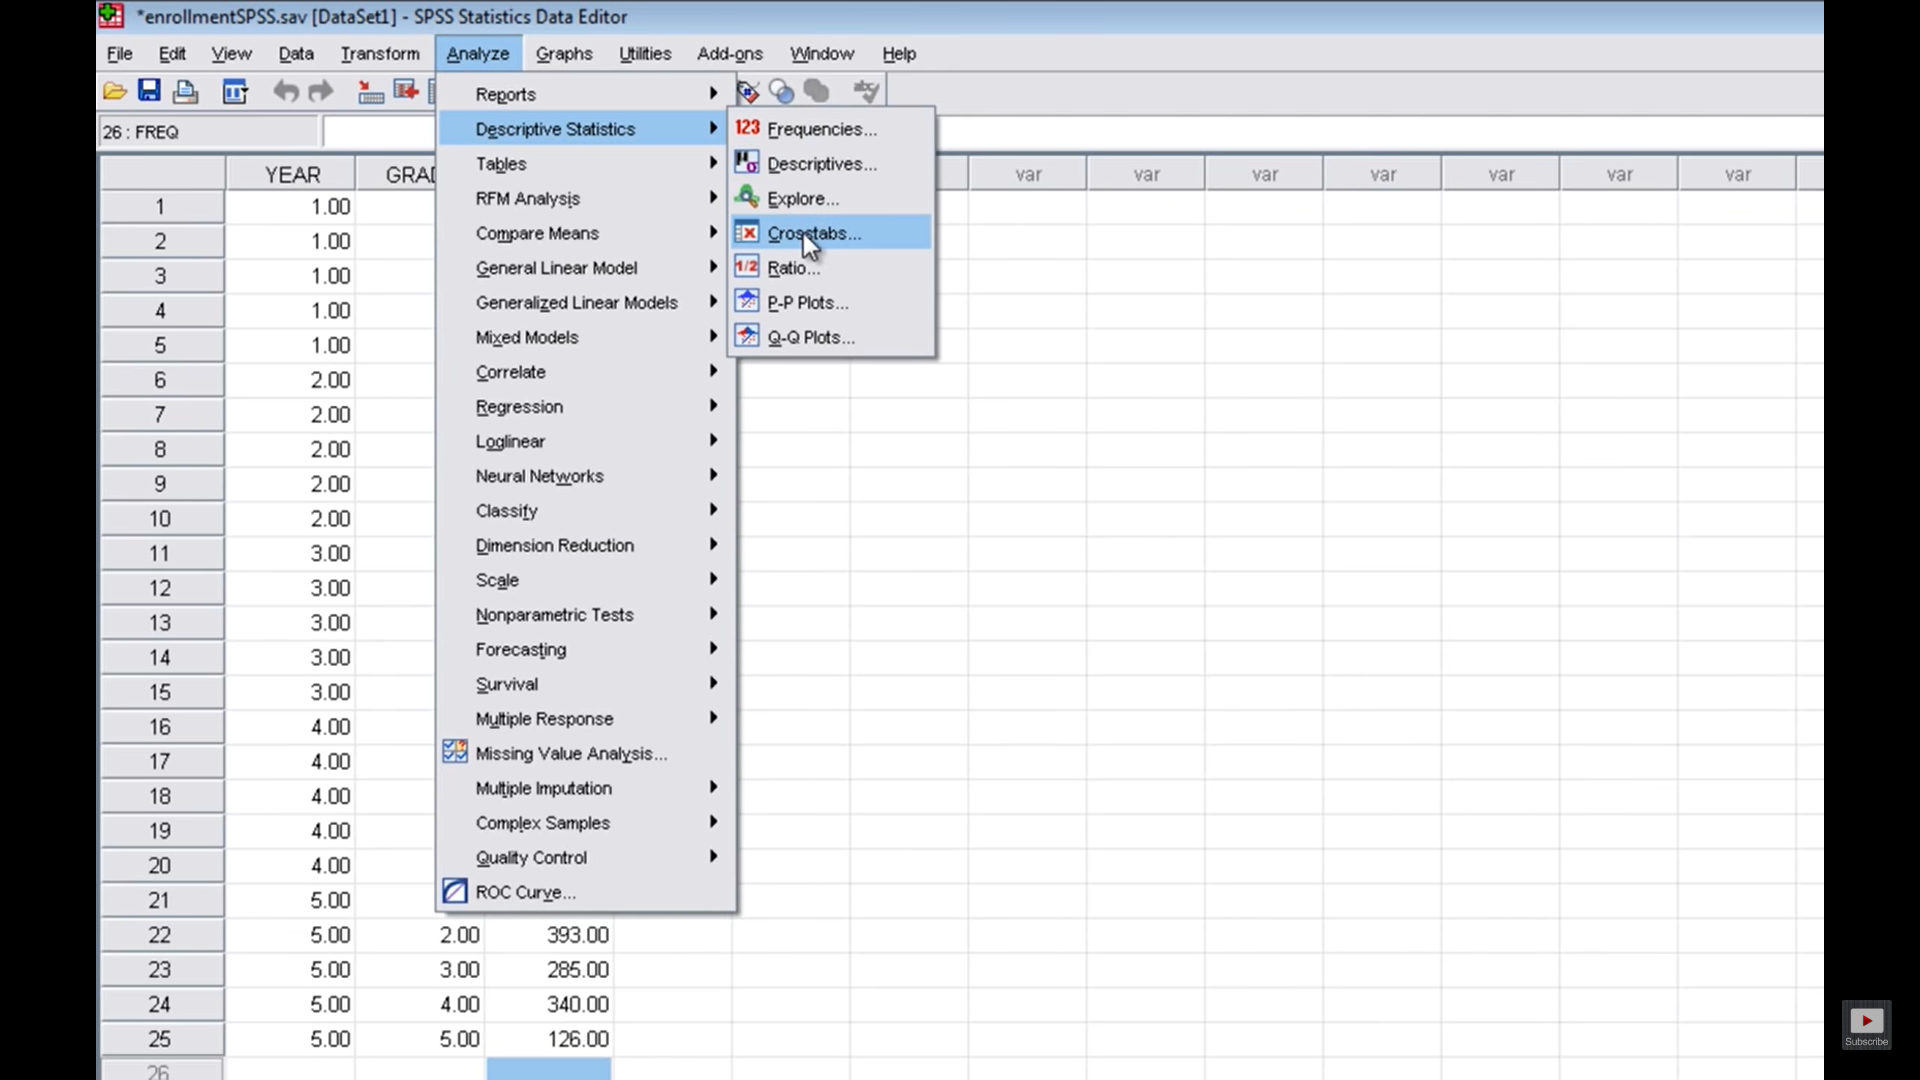 *enrollmentSPSS.sav [DataSet1] - SPSS Statistics Data Editor
File Edit View Data Transform Analyze Graphs Utilities Add-ons Window Help
26 : FREQ
Reports
Descriptive Statistics
Tables
RFM Analysis
Compare Means
General Linear Model
Generalized Linear Models
Mixed Models
Correlate
Regression
Loglinear
Neural Networks
Classify
Dimension Reduction
Scale
Nonparametric Tests
Forecasting
Survival
Multiple Response
Missing Value Analysis...
Multiple Imputation
Complex Samples
Quality Control
ROC Curve...
123 Frequencies...
Descriptives...
Explore...
Crosstabs...
1/2 Ratio...
P-P Plots...
Q-Q Plots...
YEAR GRAD var var var var var var var
1 1.00
2 1.00
3 1.00
4 1.00
5 1.00
6 2.00
7 2.00
8 2.00
9 2.00
10 2.00
11 3.00
12 3.00
13 3.00
14 3.00
15 3.00
16 4.00
17 4.00
18 4.00
19 4.00
20 4.00
21 5.00
22 5.00 2.00 393.00
23 5.00 3.00 285.00
24 5.00 4.00 340.00
25 5.00 5.00 126.00
26
Subscribe